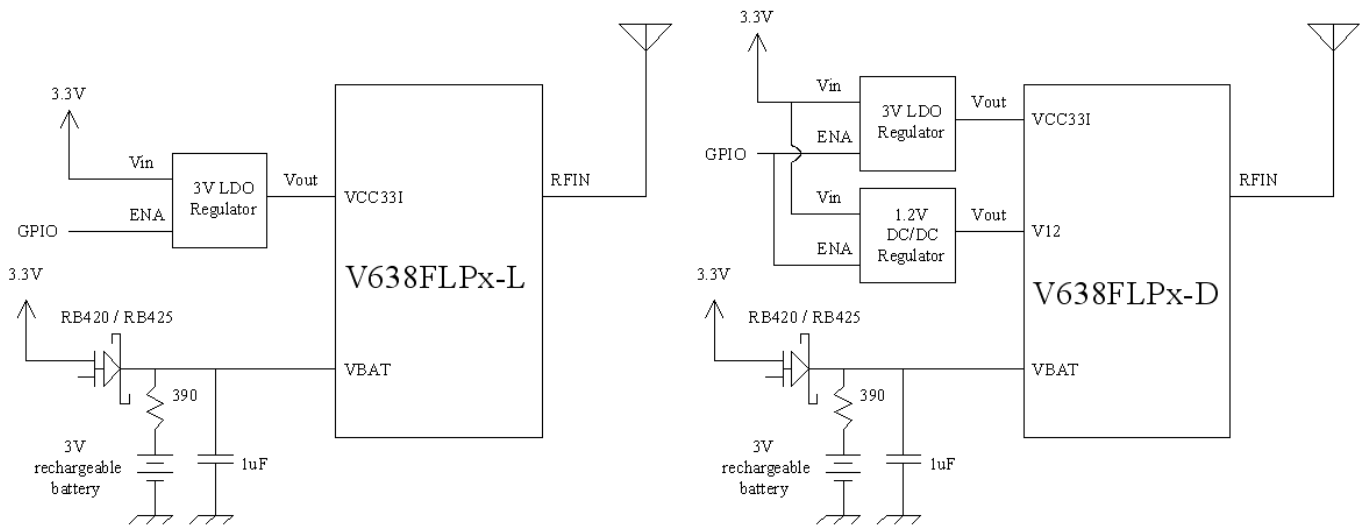 3.3V
Vin
3V LDO
Regulator
Vout
VCC33I
ENA
GPIO
RFIN
V638FLPx-L
3.3V
RB420 / RB425
VBAT
390
3V
rechargeable
battery
1uF
3.3V
Vin
3V LDO
Regulator
Vout
VCC33I
ENA
GPIO
RFIN
Vin
1.2V
DC/DC
Regulator
Vout
V12
ENA
V638FLPx-D
3.3V
RB420 / RB425
VBAT
390
3V
rechargeable
battery
1uF